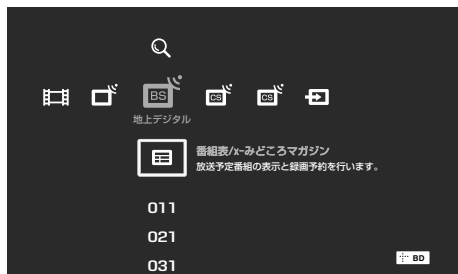 BS CS CS
地上デジタル
番組表/x-みどころマガジン
放送予定番組の表示と録画予約を行います。
011
021
031
BD